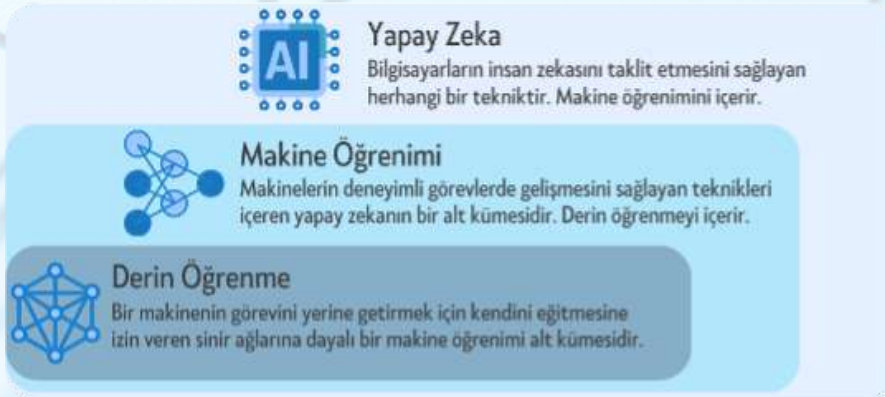 AI
Yapay Zeka
Bilgisayarların insan zekasını taklit etmesini sağlayan
herhangi bir tekniktir. Makine öğrenimini içerir.
Makine Öğrenimi
Makinelerin deneyimli görevlerde gelişmesini sağlayan teknikleri
içeren yapay zekanın bir alt kümesidir. Derin öğrenmeyi içerir.
Derin Öğrenme
Bir makinenin görevini yerine getirmek için kendini eğitmesine
izin veren sinir ağlarına dayalı bir makine öğrenimi alt kümesidir.